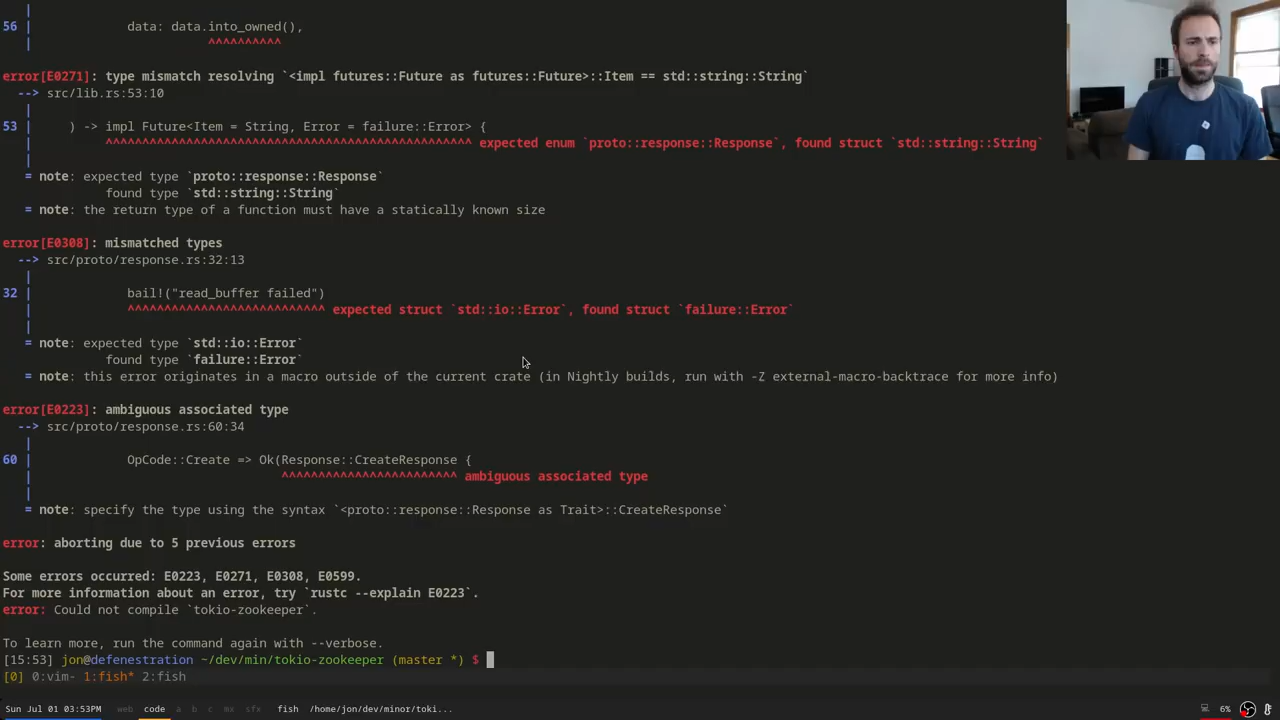 |
56 |             data: data.into_owned(),
|                        ^^^^^^^^^^
error[E0271]: type mismatch resolving `<impl futures::Future as futures::Future>::Item == std::string::String`
--> src/lib.rs:53:10
|
53 |     ) -> impl Future<Item = String, Error = failure::Error> {
|          ^^^^^^^^^^^^^^^^^^^^^^^^^^^^^^^^^^^^^^^^^^^^^^^^^^ expected enum `proto::response::Response`, found struct `std::string::String`
|
= note: expected type `proto::response::Response`
found type `std::string::String`
= note: the return type of a function must have a statically known size
error[E0308]: mismatched types
--> src/proto/response.rs:32:13
|
32 |             bail!("read_buffer failed")
|             ^^^^^^^^^^^^^^^^^^^^^^^^^^^ expected struct `std::io::Error`, found struct `failure::Error`
|
= note: expected type `std::io::Error`
found type `failure::Error`
= note: this error originates in a macro outside of the current crate (in Nightly builds, run with -Z external-macro-backtrace for more info)
error[E0223]: ambiguous associated type
--> src/proto/response.rs:60:34
|
60 |             OpCode::Create => Ok(Response::CreateResponse {
|                                  ^^^^^^^^^^^^^^^^^^^^^^^^ ambiguous associated type
|
= note: specify the type using the syntax `<proto::response::Response as Trait>::CreateResponse`
error: aborting due to 5 previous errors
Some errors occurred: E0223, E0271, E0308, E0599.
For more information about an error, try `rustc --explain E0223`.
error: Could not compile `tokio-zookeeper`.
To learn more, run the command again with --verbose.
[15:53] jon@defenestration ~/dev/min/tokio-zookeeper (master *) $
[0] 0:vim- 1:fish* 2:fish
Sun Jul 01 03:53PM web code a b c mx sfx fish /home/jon/dev/minor/toki... 6%